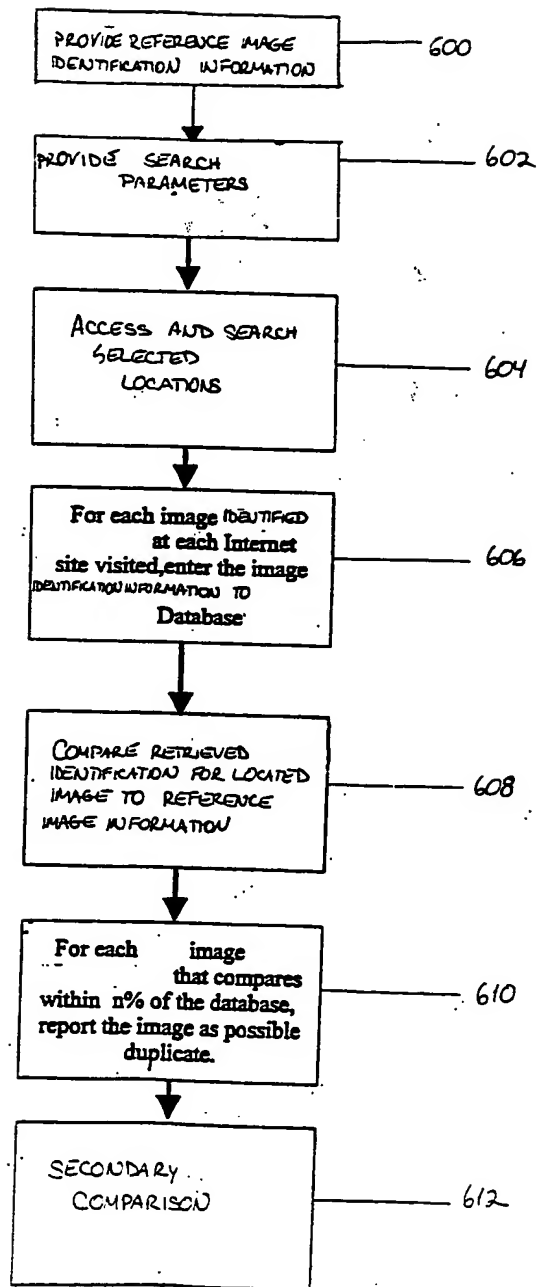 PROVIDE REFERENCE IMAGE
IDENTIFICATION INFORMATION
600
PROVIDE SEARCH
PARAMETERS
602
ACCESS AND SEARCH
SELECTED
LOCATIONS
604
For each image IDENTIFIED
at each Internet
site visited, enter the image
IDENTIFICATION INFORMATION TO
Database
606
COMPARE RETRIEVED
IDENTIFICATION FOR LOCATED
IMAGE TO REFERENCE
IMAGE INFORMATION
608
For each image
that compares
within n% of the database,
report the image as possible
duplicate.
610
SECONDARY
COMPARISON
612